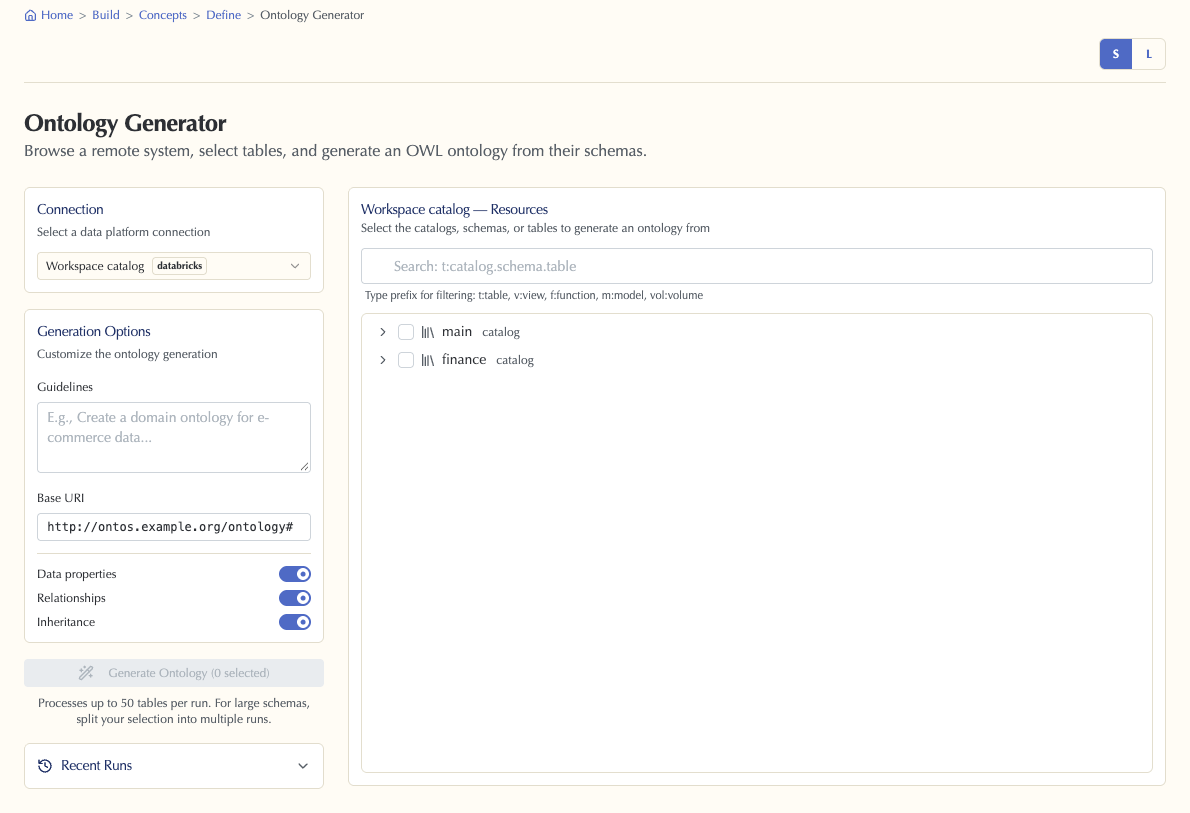 Home > Build > Concepts > Define > Ontology Generator
S L
Ontology Generator
Browse a remote system, select tables, and generate an OWL ontology from their schemas.
Connection
Select a data platform connection
Workspace catalog databricks
Generation Options
Customize the ontology generation
Guidelines
E.g., Create a domain ontology for e-
commerce data...
Base URI
http://ontos.example.org/ontology#
Data properties
Relationships
Inheritance
Generate Ontology (0 selected)
Processes up to 50 tables per run. For large schemas,
split your selection into multiple runs.
Recent Runs
Workspace catalog — Resources
Select the catalogs, schemas, or tables to generate an ontology from
Search: t:catalog.schema.table
Type prefix for filtering: t:table, v:view, f:function, m:model, vol:volume
main catalog
finance catalog